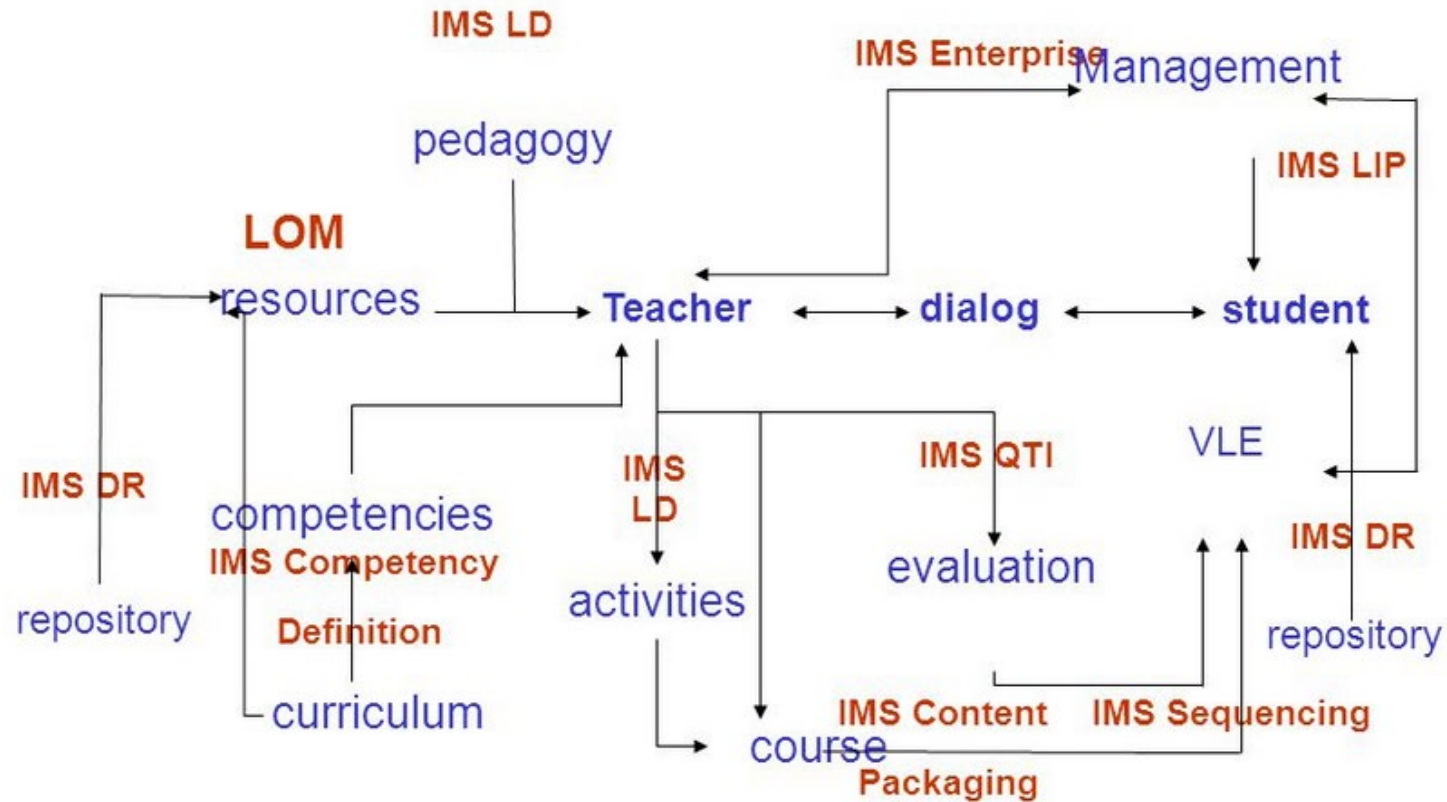 IMS LD
IMS Enterprise
Management
pedagogy
IMS LIP
LOM
resources
Teacher
dialog
student
VLE
IMS QTI
IMS
LD
IMS DR
competencies
IMS Competency
Definition
IMS DR
evaluation
activities
repository
repository
curriculum
IMS Content
Packaging
IMS Sequencing
course